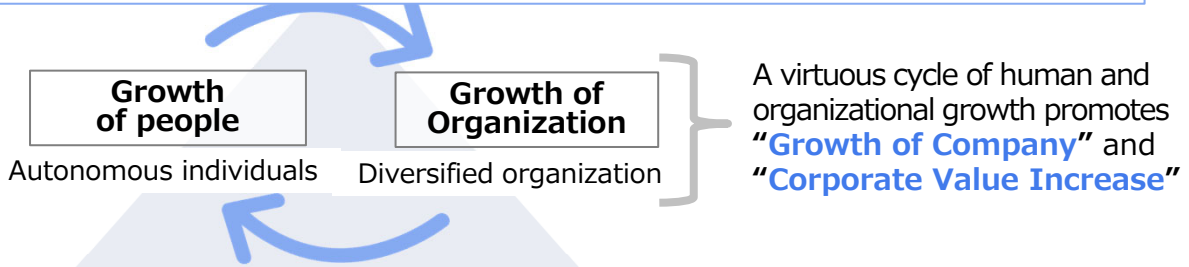 Growth
of people
Autonomous individuals
Growth of
Organization
Diversified organization
A virtuous cycle of human and
organizational growth promotes
“Growth of Company” and
“Corporate Value Increase”